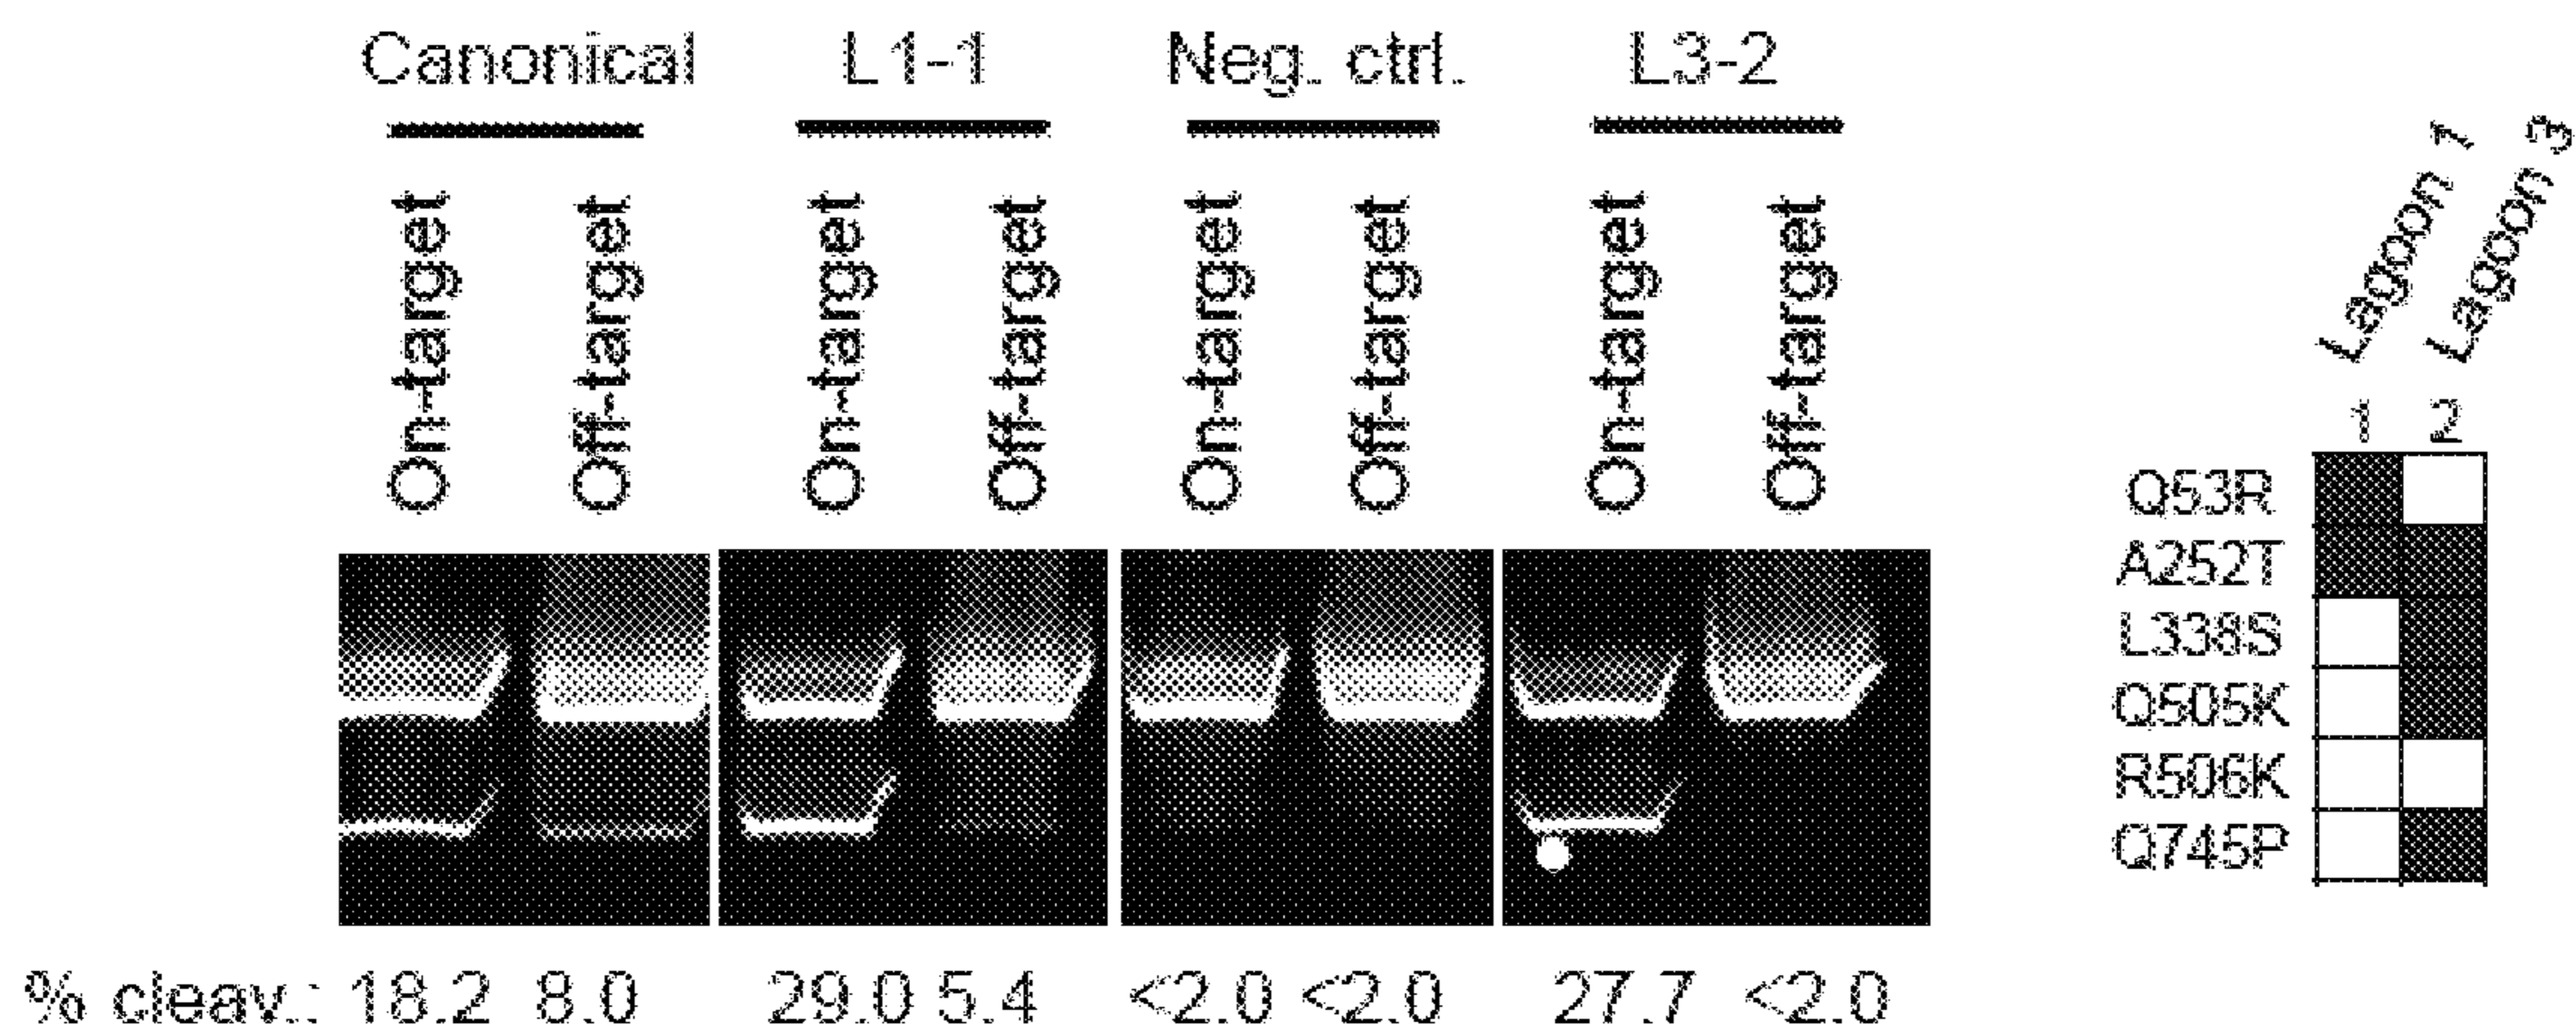 Canonical L1-1 Neg. ctrl. L3-2
On-target Off-target On-target Off-target On-target Off-target On-target Off-target
% cleav.: 18.2 8.0 29.0 5.4 <2.0 <2.0 27.7 <2.0
Lagoon 1 Lagoon 3
1 2
Q53R
A252T
L338S
Q505K
R506K
Q745P